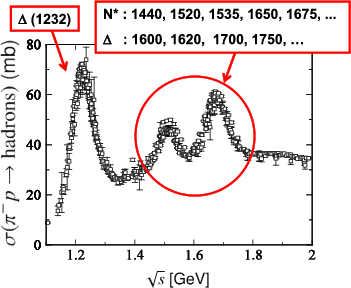 Δ (1232)
N* : 1440, 1520, 1535, 1650, 1675, ...
Δ : 1600, 1620, 1700, 1750, ...
σ(π⁻p → hadrons) (mb)
80
60
40
20
0
1.2 1.4 1.6 1.8 2
√s [GeV]